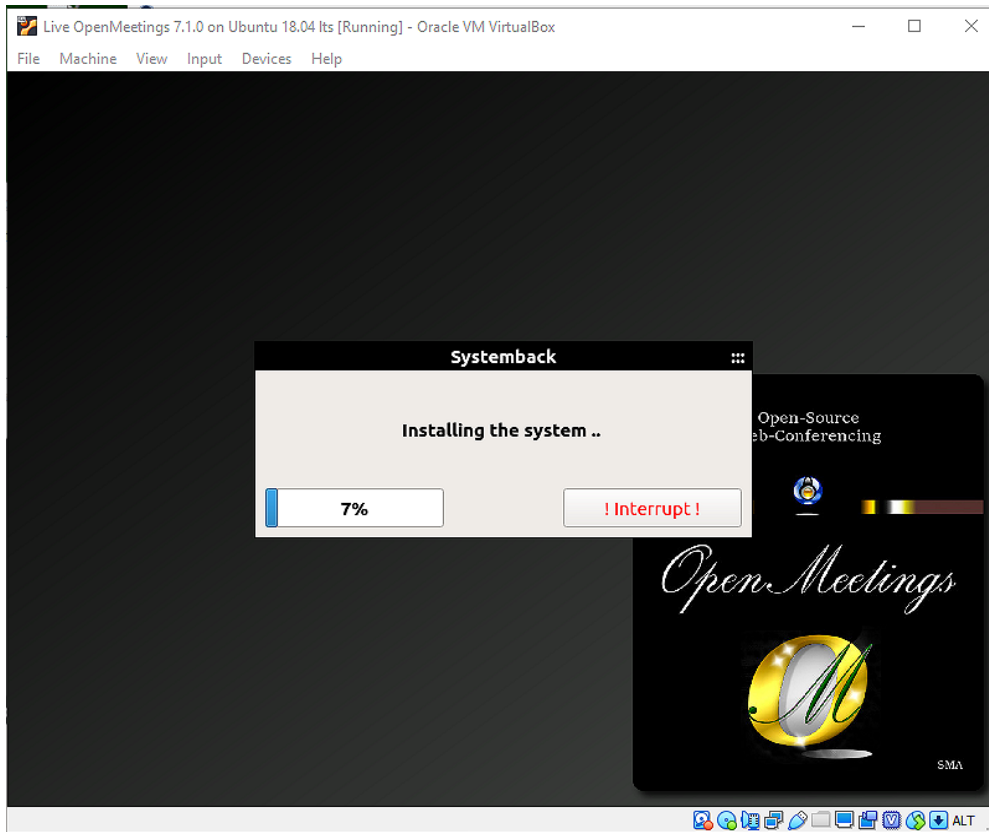 Live OpenMeetings 7.1.0 on Ubuntu 18.04 lts [Running] - Oracle VM VirtualBox
File Machine View Input Devices Help
Systemback
Installing the system ..
7%
! Interrupt !
Open-Source
eb-Conferencing
OpenMeetings
OM
SMA
ALT